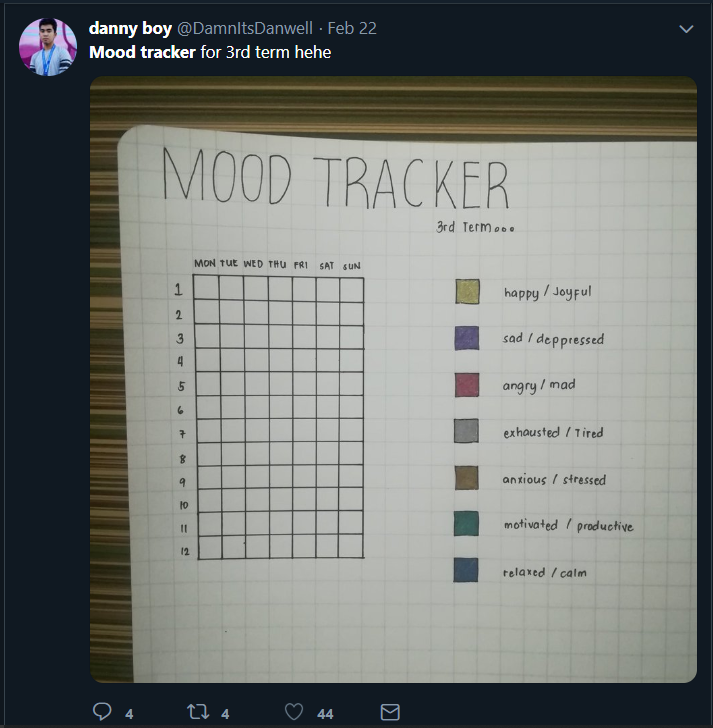 danny boy @DamnItsDanwell · Feb 22
Mood tracker for 3rd term hehe
MOOD TRACKER
3rd Term...
MON TUE WED THU FRI SAT SUN
1
2
3
4
5
6
7
8
9
10
11
12
happy / Joyful
sad / deppressed
angry / mad
exhausted / Tired
anxious / stressed
motivated / productive
relaxed / calm
4 4 44